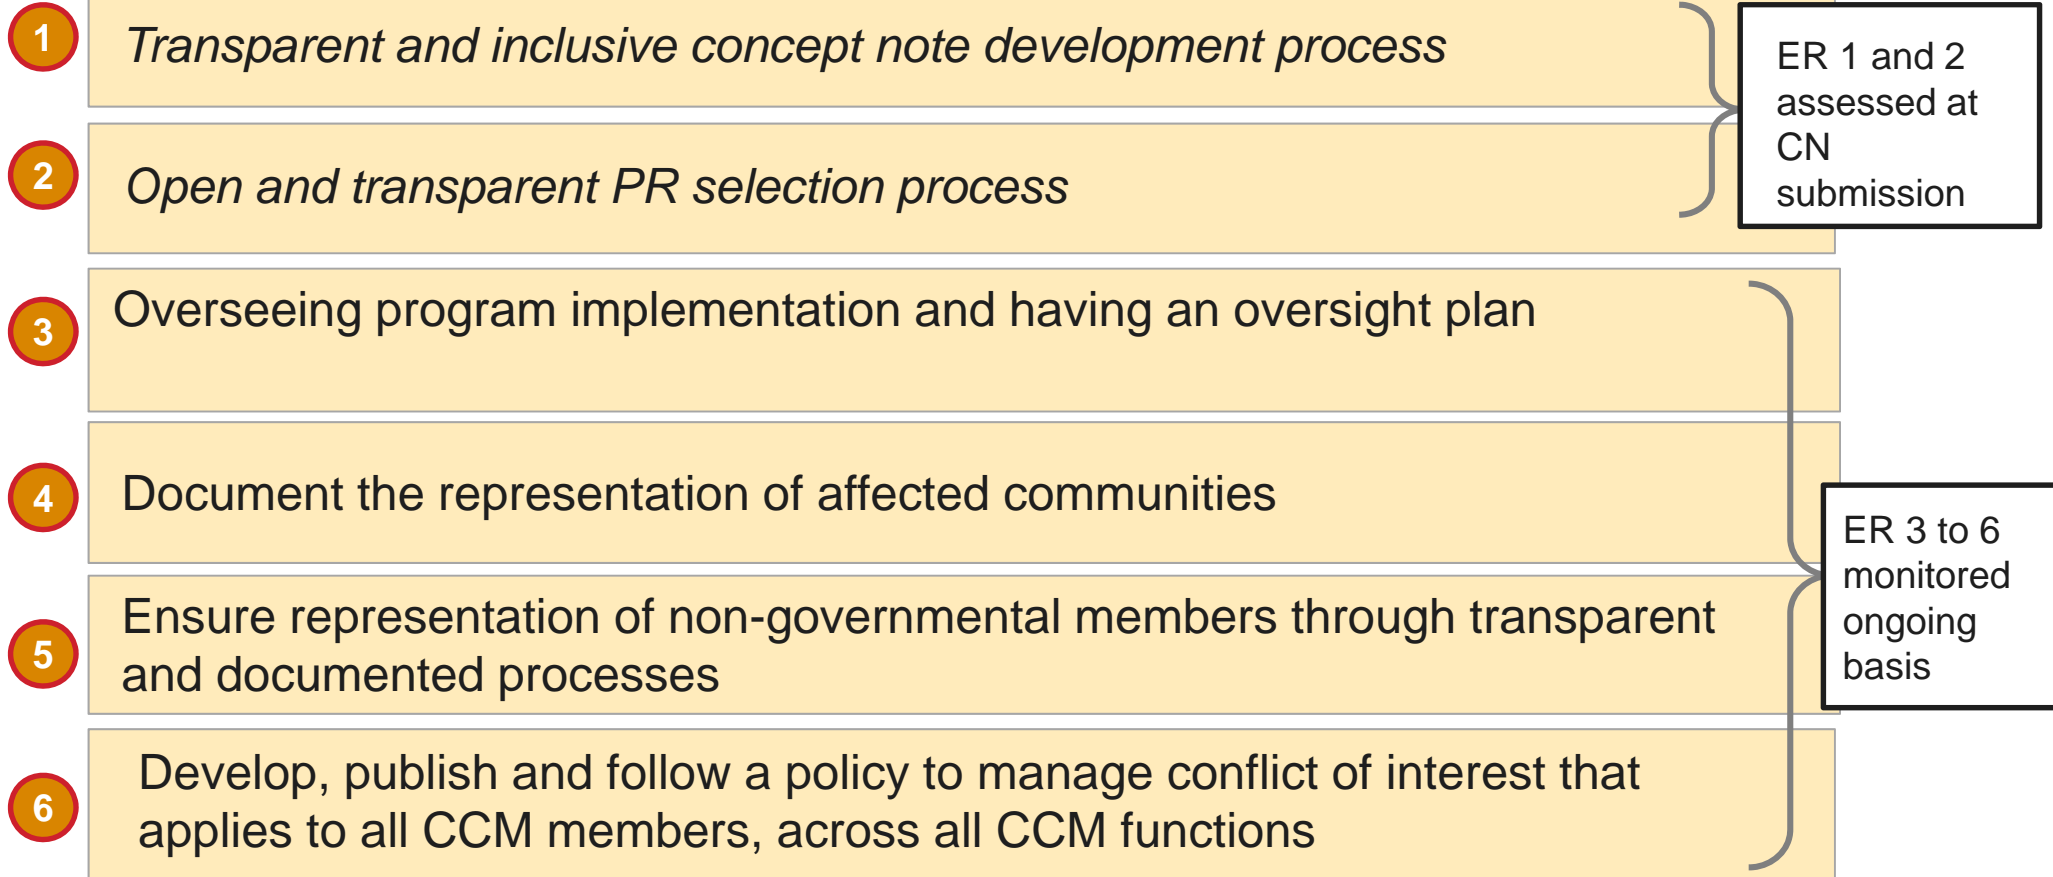 1
Transparent and inclusive concept note development process
ER 1 and 2
assessed at
CN
submission
2
Open and transparent PR selection process
3
Overseeing program implementation and having an oversight plan
4
Document the representation of affected communities
ER 3 to 6
monitored
ongoing
basis
5
Ensure representation of non-governmental members through transparent
and documented processes
6
Develop, publish and follow a policy to manage conflict of interest that
applies to all CCM members, across all CCM functions